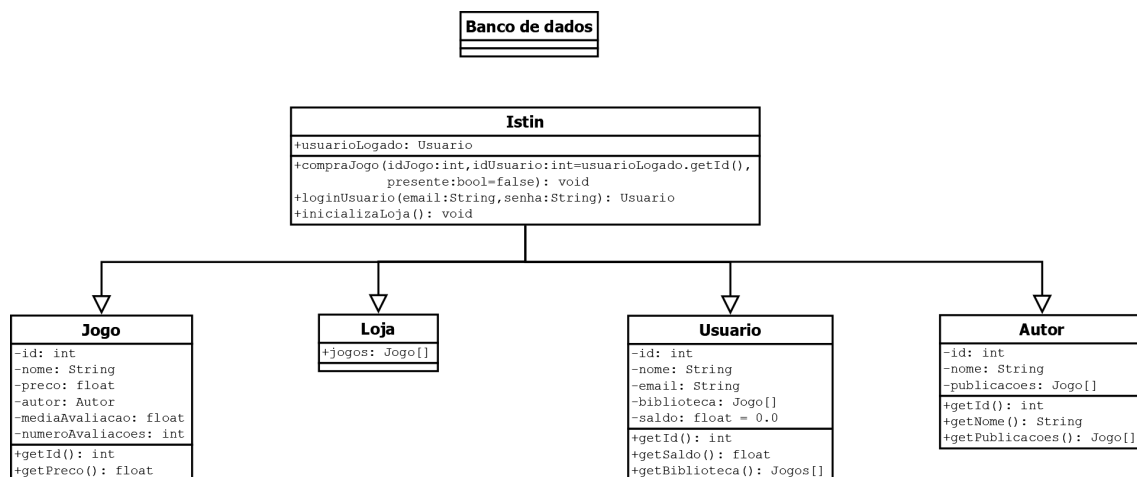 Banco de dados
Istin
+usuarioLogado: Usuario
+compraJogo(idJogo:int,idUsuario:int=usuarioLogado.getId(),
presente:bool=false): void
+loginUsuario(email:String,senha:String): Usuario
+inicializaLoja(): void
Jogo
-id: int
-nome: String
-preco: float
-autor: Autor
-mediaAvaliacao: float
-numeroAvaliacoes: int
+getId(): int
+getPreco(): float
Loja
+jogos: Jogo[]
Usuario
-id: int
-nome: String
-email: String
-biblioteca: Jogo[]
-saldo: float = 0.0
+getId(): int
+getSaldo(): float
+getBiblioteca(): Jogos[]
Autor
-id: int
-nome: String
-publicacoes: Jogo[]
+getId(): int
+getNome(): String
+getPublicacoes(): Jogo[]